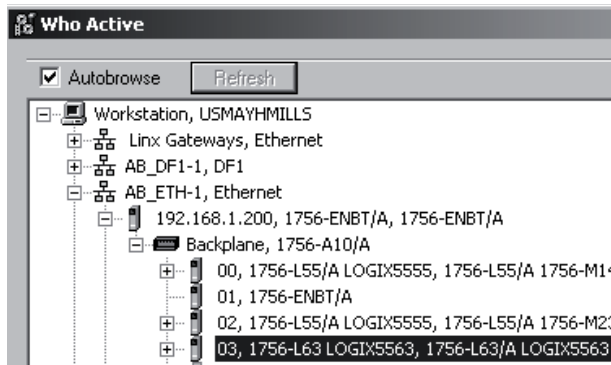 Who Active
Autobrowse Refresh
Workstation, USMAYHMILLS
Linx Gateways, Ethernet
AB_DF1-1, DF1
AB_ETH-1, Ethernet
192.168.1.200, 1756-ENBT/A, 1756-ENBT/A
Backplane, 1756-A10/A
00, 1756-L55/A LOGIX5555, 1756-L55/A 1756-M14
01, 1756-ENBT/A
02, 1756-L55/A LOGIX5555, 1756-L55/A 1756-M23
03, 1756-L63 LOGIX5563, 1756-L63/A LOGIX5563